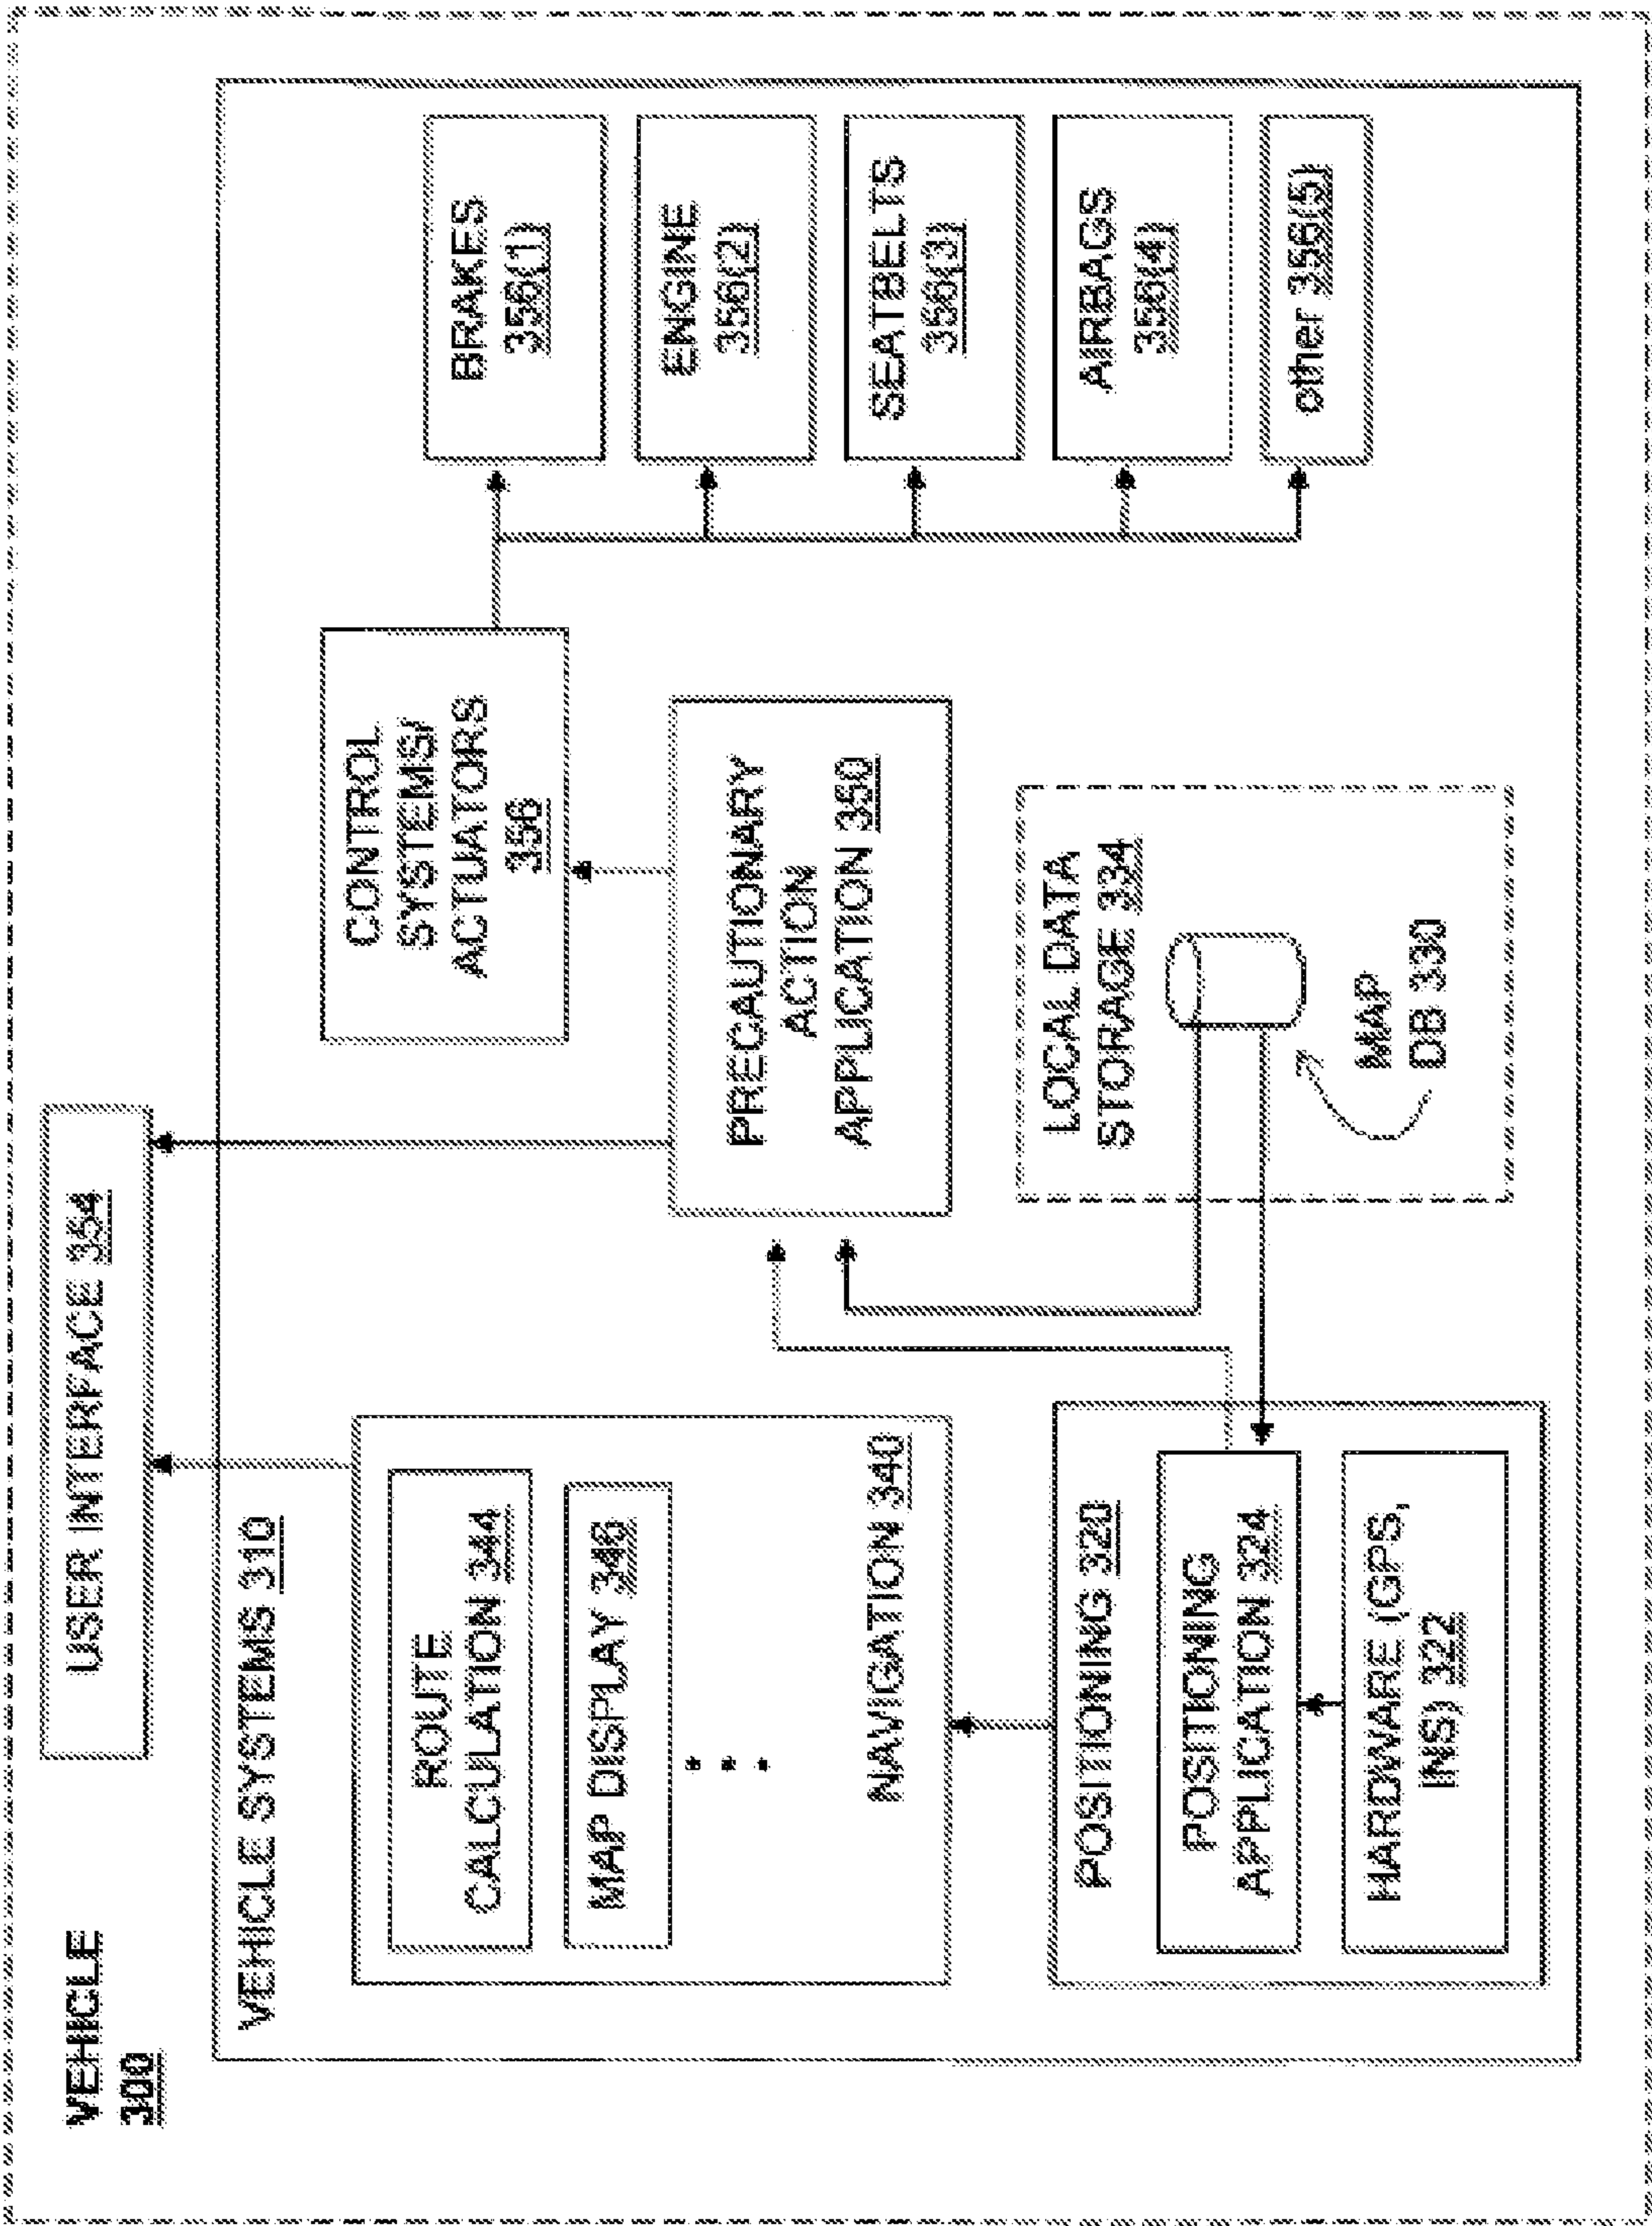 VEHICLE
300
USER INTERFACE 354
VEHICLE SYSTEMS 310
ROUTE
CALCULATION 344
MAP DISPLAY 346
NAVIGATION 340
POSITIONING 320
POSITIONING
APPLICATION 324
HARDWARE (GPS,
INS) 322
CONTROL
SYSTEMS/
ACTUATORS
356
PRECAUTIONARY
ACTION
APPLICATION 350
LOCAL DATA
STORAGE 334
MAP
DB 330
BRAKES
356(1)
ENGINE
356(2)
SEATBELTS
356(3)
AIRBAGS
356(4)
other 356(5)